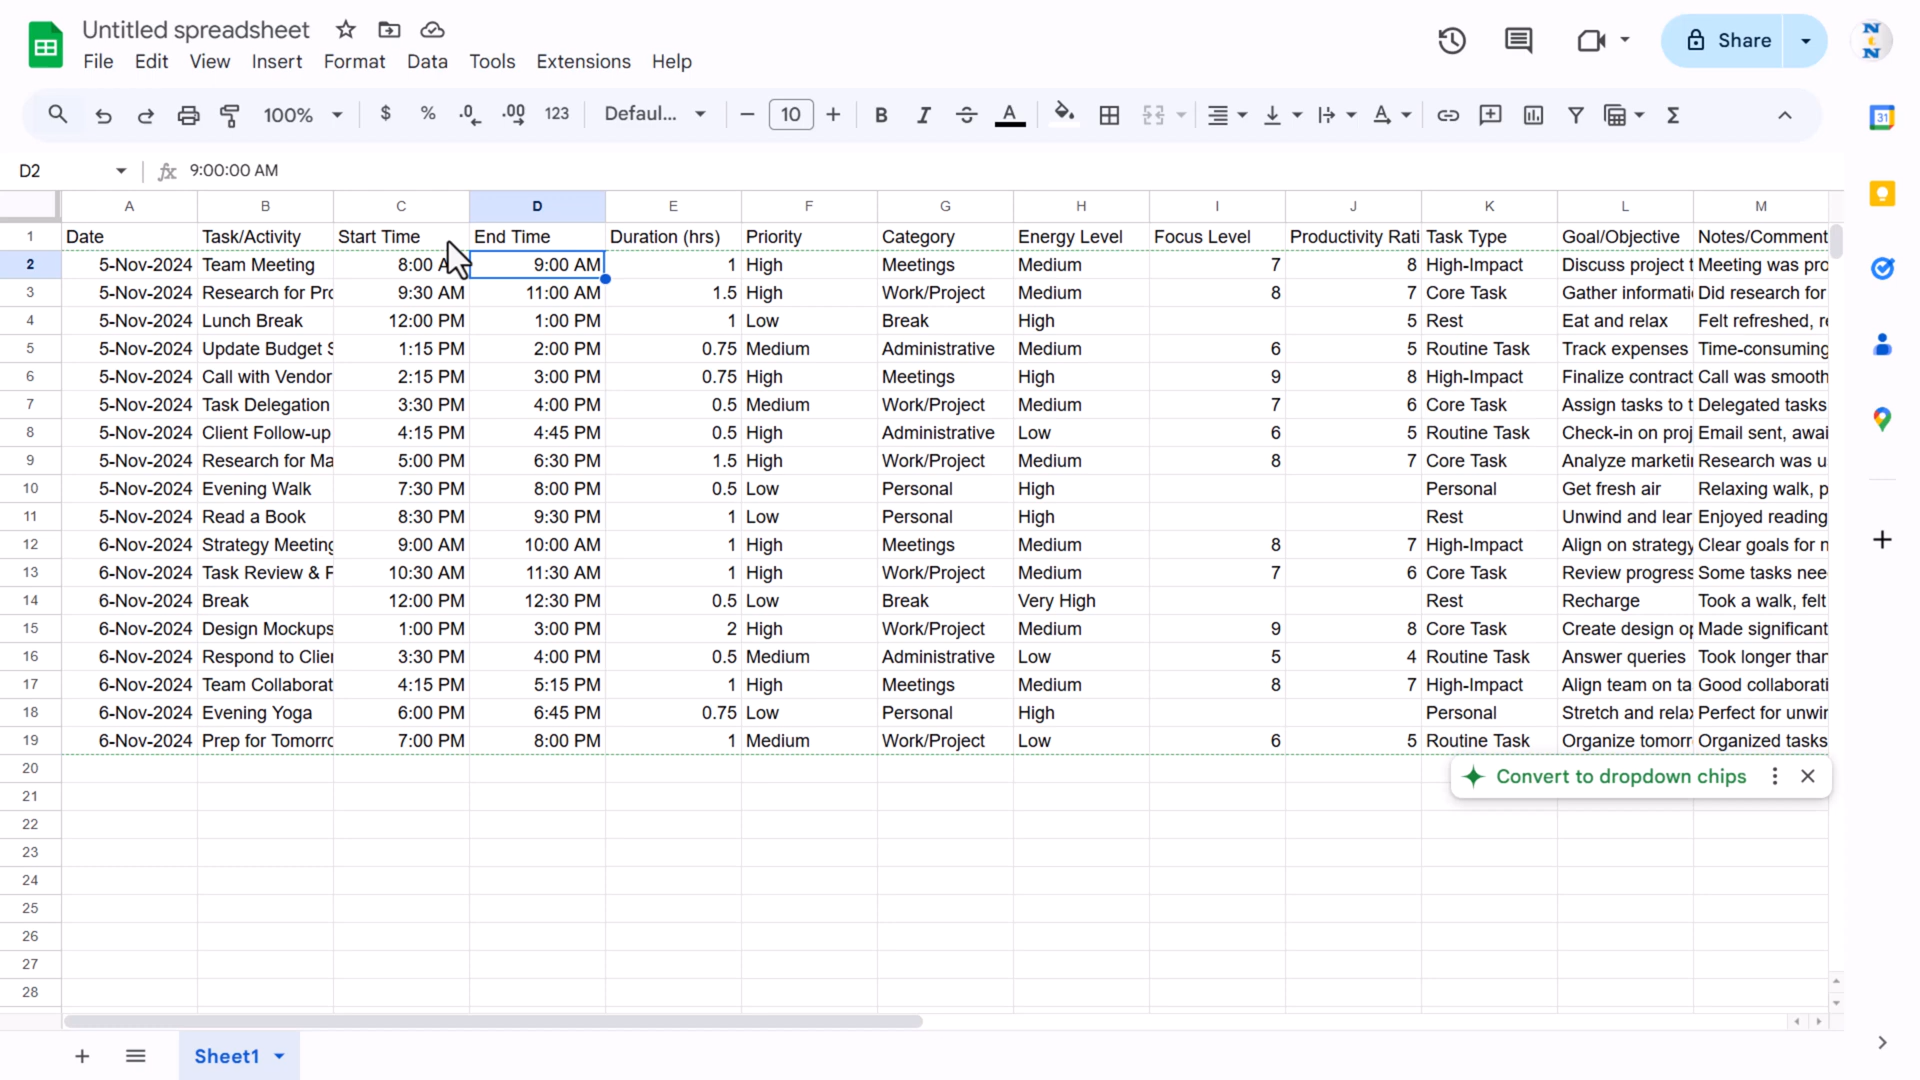 Untitled spreadsheet
File Edit View Insert Format Data Tools Extensions Help
Share
100% $ % .0 .00 123 Defaul... 10 B I A
D2 fx 9:00:00 AM
A B C D E F G H I J K L M
1 Date Task/Activity Start Time End Time Duration (hrs) Priority Category Energy Level Focus Level Productivity Rati Task Type Goal/Objective Notes/Comment
2 5-Nov-2024 Team Meeting 8:00 A 9:00 AM 1 High Meetings Medium 7 8 High-Impact Discuss project t Meeting was pro
3 5-Nov-2024 Research for Pro 9:30 AM 11:00 AM 1.5 High Work/Project Medium 8 7 Core Task Gather informati Did research for
4 5-Nov-2024 Lunch Break 12:00 PM 1:00 PM 1 Low Break High 5 Rest Eat and relax Felt refreshed, re
5 5-Nov-2024 Update Budget S 1:15 PM 2:00 PM 0.75 Medium Administrative Medium 6 5 Routine Task Track expenses Time-consuming
6 5-Nov-2024 Call with Vendor 2:15 PM 3:00 PM 0.75 High Meetings High 9 8 High-Impact Finalize contract Call was smooth
7 5-Nov-2024 Task Delegation 3:30 PM 4:00 PM 0.5 Medium Work/Project Medium 7 6 Core Task Assign tasks to t Delegated tasks
8 5-Nov-2024 Client Follow-up 4:15 PM 4:45 PM 0.5 High Administrative Low 6 5 Routine Task Check-in on proj Email sent, awai
9 5-Nov-2024 Research for Ma 5:00 PM 6:30 PM 1.5 High Work/Project Medium 8 7 Core Task Analyze marketi Research was u
10 5-Nov-2024 Evening Walk 7:30 PM 8:00 PM 0.5 Low Personal High Personal Get fresh air Relaxing walk, p
11 5-Nov-2024 Read a Book 8:30 PM 9:30 PM 1 Low Personal High Rest Unwind and lear Enjoyed reading
12 6-Nov-2024 Strategy Meeting 9:00 AM 10:00 AM 1 High Meetings Medium 8 7 High-Impact Align on strategy Clear goals for n
13 6-Nov-2024 Task Review & F 10:30 AM 11:30 AM 1 High Work/Project Medium 7 6 Core Task Review progress Some tasks nee
14 6-Nov-2024 Break 12:00 PM 12:30 PM 0.5 Low Break Very High Rest Recharge Took a walk, felt
15 6-Nov-2024 Design Mockups 1:00 PM 3:00 PM 2 High Work/Project Medium 9 8 Core Task Create design op Made significant
16 6-Nov-2024 Respond to Clien 3:30 PM 4:00 PM 0.5 Medium Administrative Low 5 4 Routine Task Answer queries Took longer than
17 6-Nov-2024 Team Collaborat 4:15 PM 5:15 PM 1 High Meetings Medium 8 7 High-Impact Align team on ta Good collaborati
18 6-Nov-2024 Evening Yoga 6:00 PM 6:45 PM 0.75 Low Personal High Personal Stretch and relax Perfect for unwin
19 6-Nov-2024 Prep for Tomorro 7:00 PM 8:00 PM 1 Medium Work/Project Low 6 5 Routine Task Organize tomorr Organized tasks
20
Convert to dropdown chips
21
22
23
24
25
26
27
28
Sheet1
31